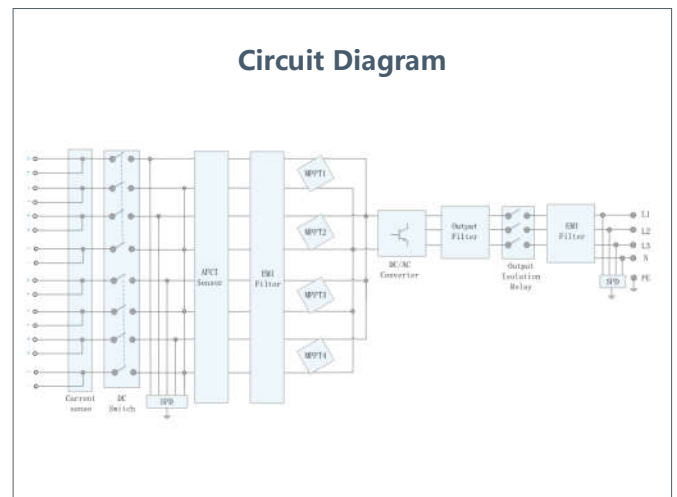 Circuit Diagram
Current
sensor
DC
Switch
SPD
AFCI
Sensor
EMI
Filter
MPPT1
MPPT2
MPPT3
MPPT4
DC/AC
Converter
Output
Filter
Output
Isolation
Relay
EMI
Filter
L1
L2
L3
N
PE
SPD